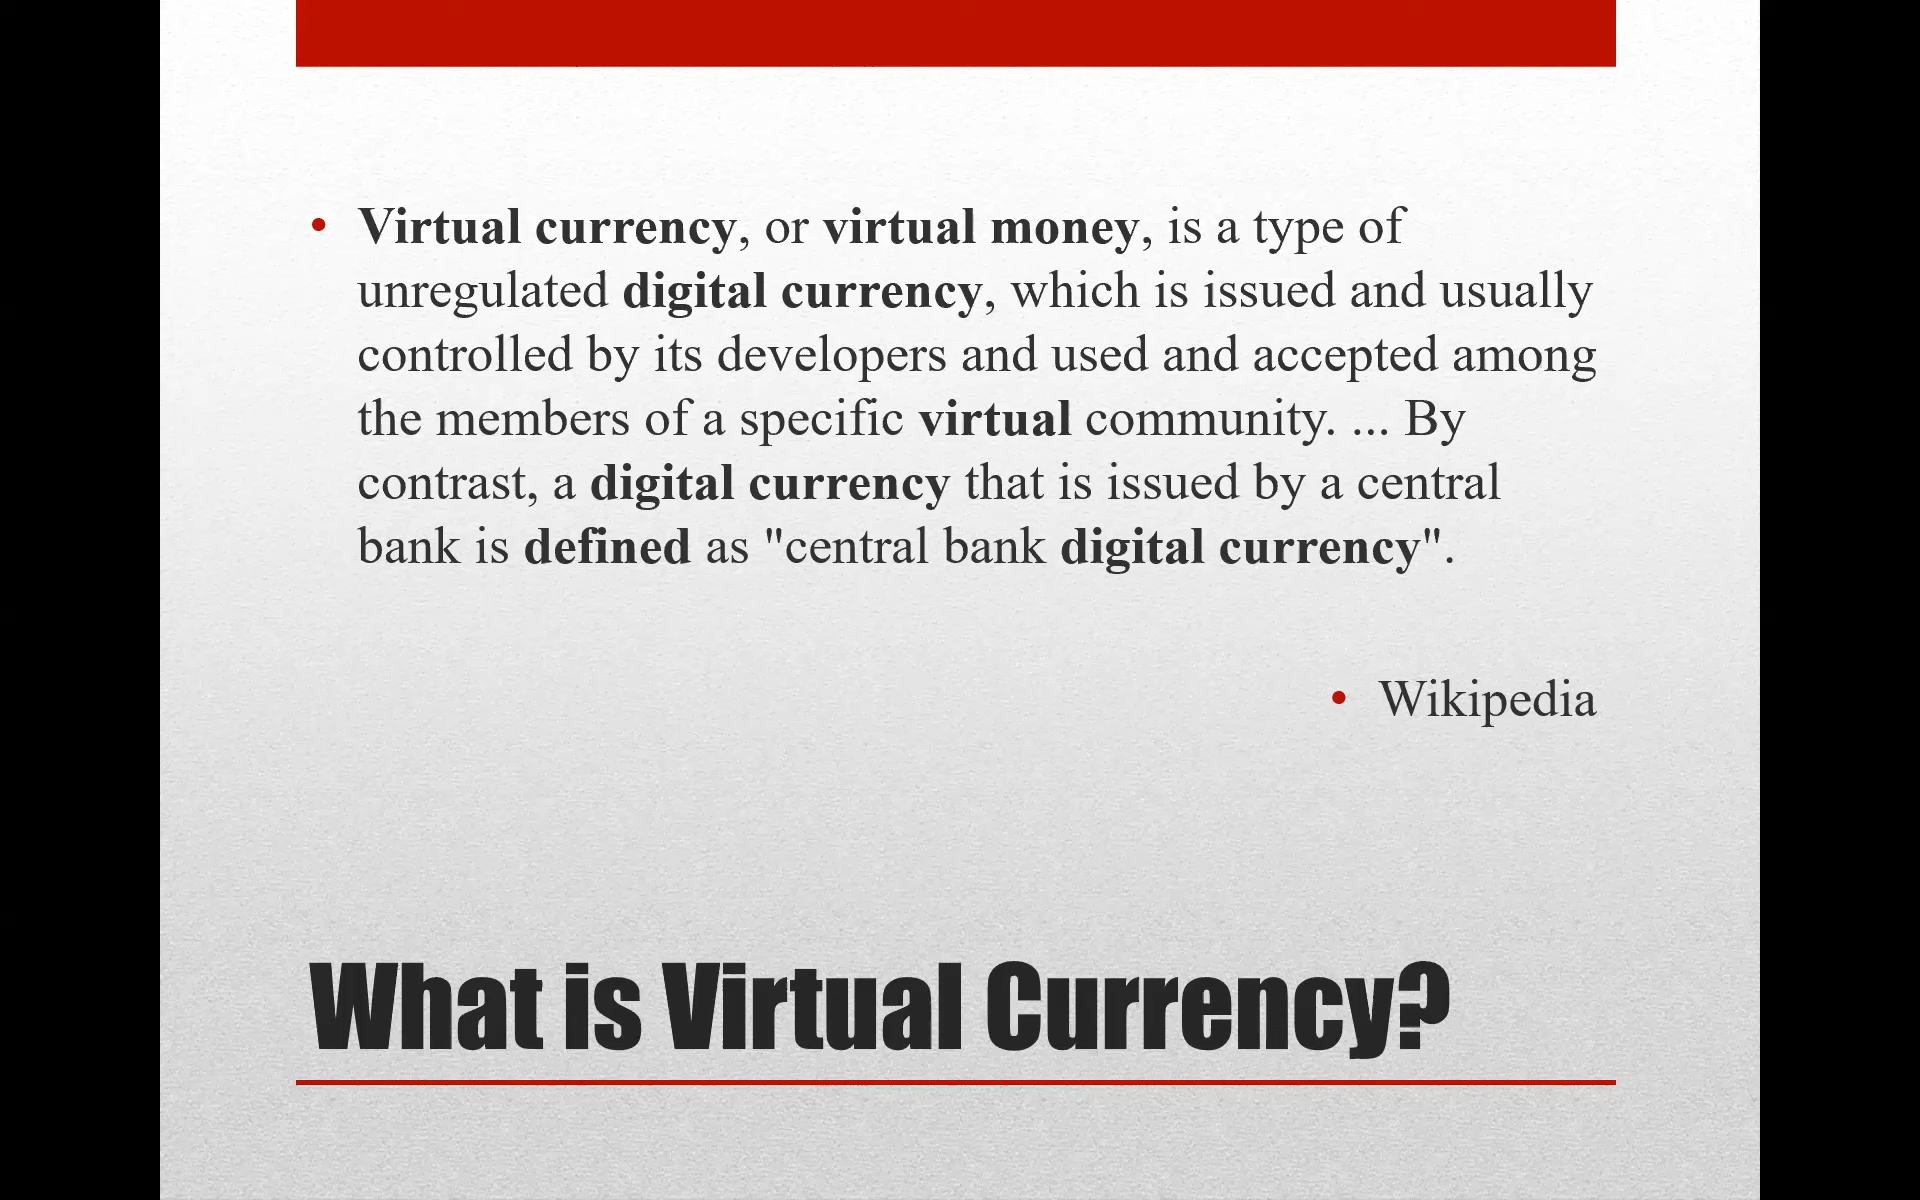 Virtual currency, or virtual money, is a type of
unregulated digital currency, which is issued and usually
controlled by its developers and used and accepted among
the members of a specific virtual community. ... By
contrast, a digital currency that is issued by a central
bank is defined as "central bank digital currency".
Wikipedia
What is Virtual Currency?